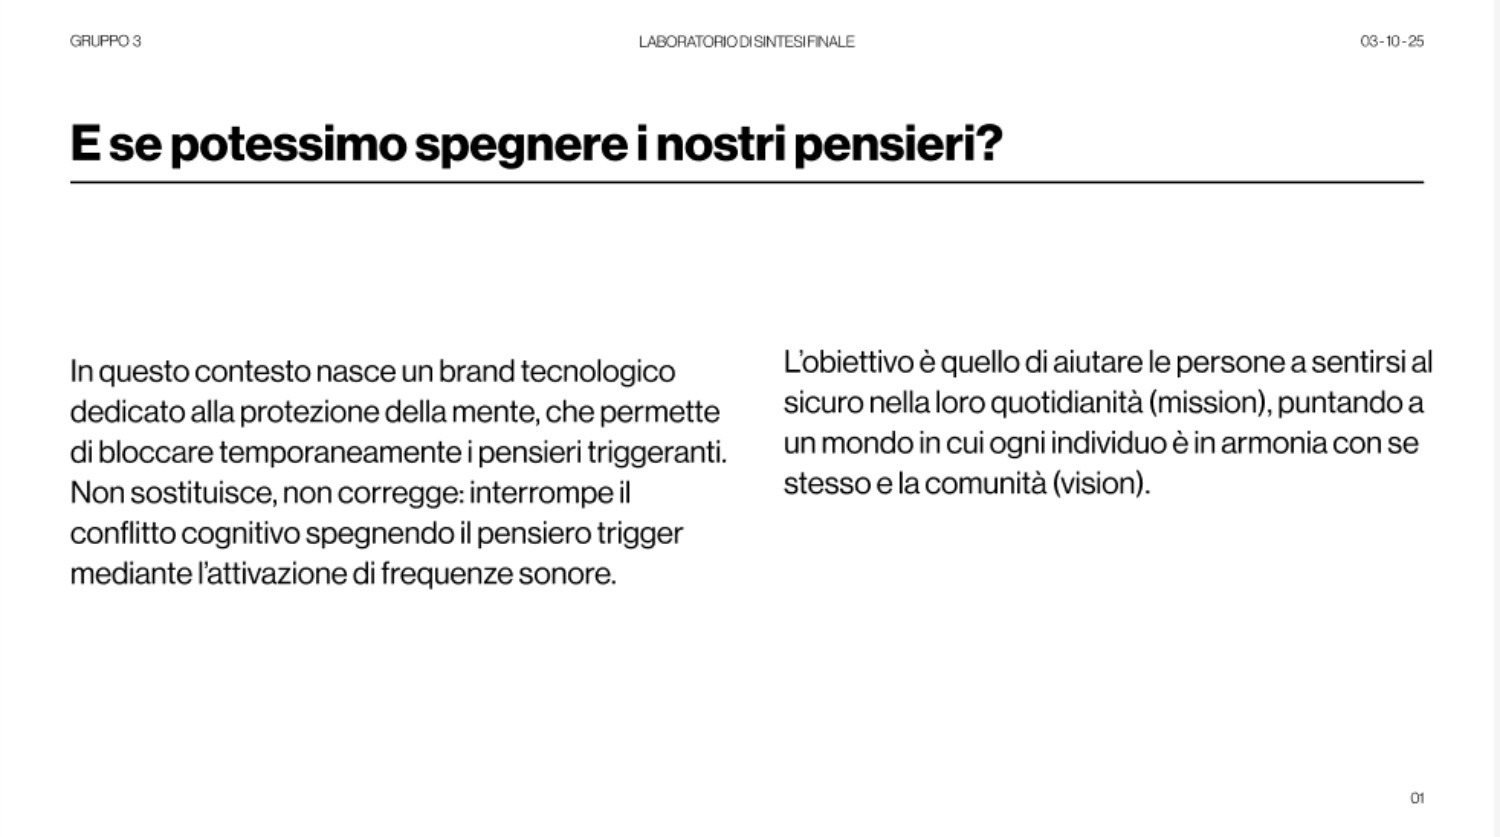 GRUPPO 3
LABORATORIO DI SINTESI FINALE
03-10-25
E se potessimo spegnere i nostri pensieri?
In questo contesto nasce un brand tecnologico
dedicato alla protezione della mente, che permette
di bloccare temporaneamente i pensieri triggeranti.
Non sostituisce, non corregge: interrompe il
conflitto cognitivo spegnendo il pensiero trigger
mediante l’attivazione di frequenze sonore.
L’obiettivo è quello di aiutare le persone a sentirsi al
sicuro nella loro quotidianità (mission), puntando a
un mondo in cui ogni individuo è in armonia con se
stesso e la comunità (vision).
01